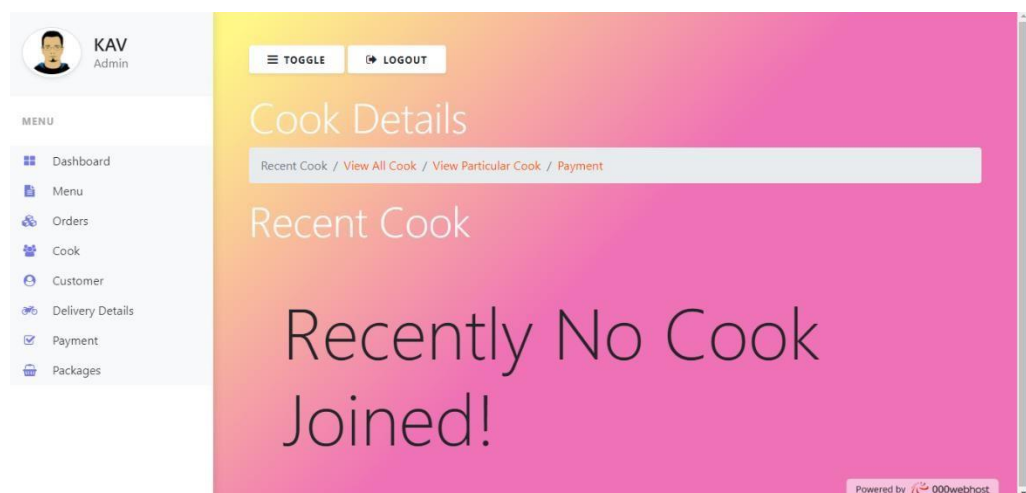 KAV
Admin
MENU
Dashboard
Menu
Orders
Cook
Customer
Delivery Details
Payment
Packages
TOGGLE
LOGOUT
Cook Details
Recent Cook / View All Cook / View Particular Cook / Payment
Recent Cook
Recently No Cook
Joined!
Powered by 000webhost